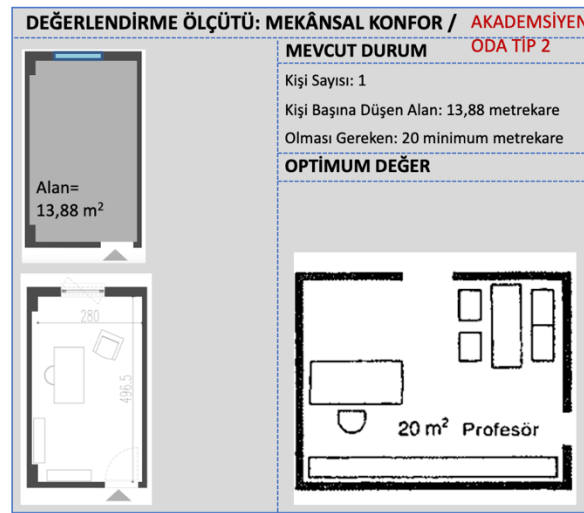 DEĞERLENDİRME ÖLÇÜTÜ: MEKÂNSAL KONFOR / AKADEMSİYEN
ODA TİP 2
MEVCUT DURUM
Kişi Sayısı: 1
Kişi Başına Düşen Alan: 13,88 metrekare
Olması Gereken: 20 minimum metrekare
OPTİMUM DEĞER
Alan=
13,88 m²
280
496.5
20 m² Profesör